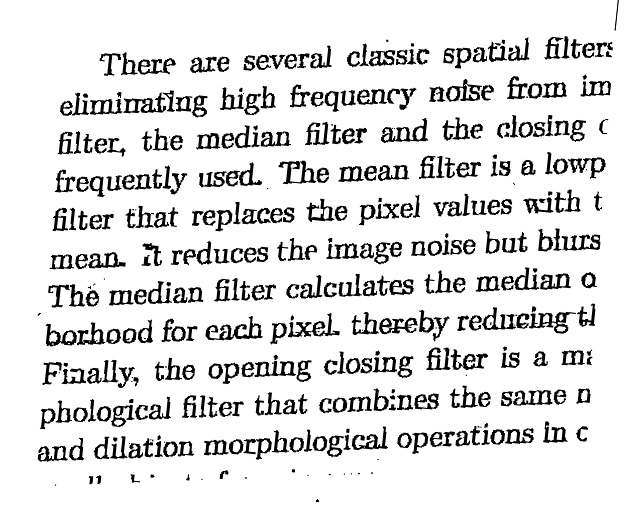 There are several classic spatial filters
eliminating high frequency noise from im
filter, the median filter and the closing
frequently used. The mean filter is a lowp
filter that replaces the pixel values with t
mean. It reduces the image noise but blurs
The median filter calculates the median o
borhood for each pixel, thereby reducing th
Finally, the opening closing filter is a ma
phological filter that combines the same n
and dilation morphological operations in